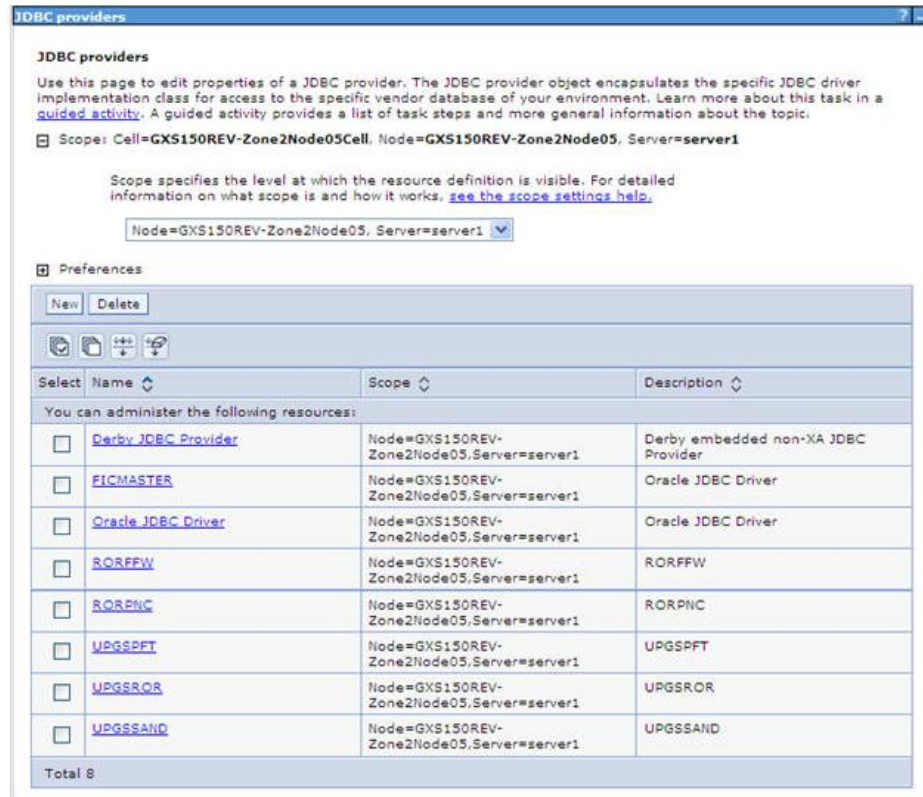 JDBC providers ? -
JDBC providers
Use this page to edit properties of a JDBC provider. The JDBC provider object encapsulates the specific JDBC driver
implementation class for access to the specific vendor database of your environment. Learn more about this task in a
guided activity. A guided activity provides a list of task steps and more general information about the topic.
Scope: Cell=GXS150REV-Zone2Node05Cell, Node=GXS150REV-Zone2Node05, Server=server1
Scope specifies the level at which the resource definition is visible. For detailed
information on what scope is and how it works, see the scope settings help.
Node=GXS150REV-Zone2Node05, Server=server1
Preferences
New Delete
Select Name Scope Description
You can administer the following resources:
Derby JDBC Provider Node=GXS150REV- Derby embedded non-XA JDBC
Zone2Node05,Server=server1 Provider
FICMASTER Node=GXS150REV- Oracle JDBC Driver
Zone2Node05,Server=server1
Oracle JDBC Driver Node=GXS150REV- Oracle JDBC Driver
Zone2Node05,Server=server1
RORFFW Node=GXS150REV- RORFFW
Zone2Node05,Server=server1
RORPNC Node=GXS150REV- RORPNC
Zone2Node05,Server=server1
UPGSPFT Node=GXS150REV- UPGSPFT
Zone2Node05,Server=server1
UPGSROR Node=GXS150REV- UPGSROR
Zone2Node05,Server=server1
UPGSSAND Node=GXS150REV- UPGSSAND
Zone2Node05,Server=server1
Total 8